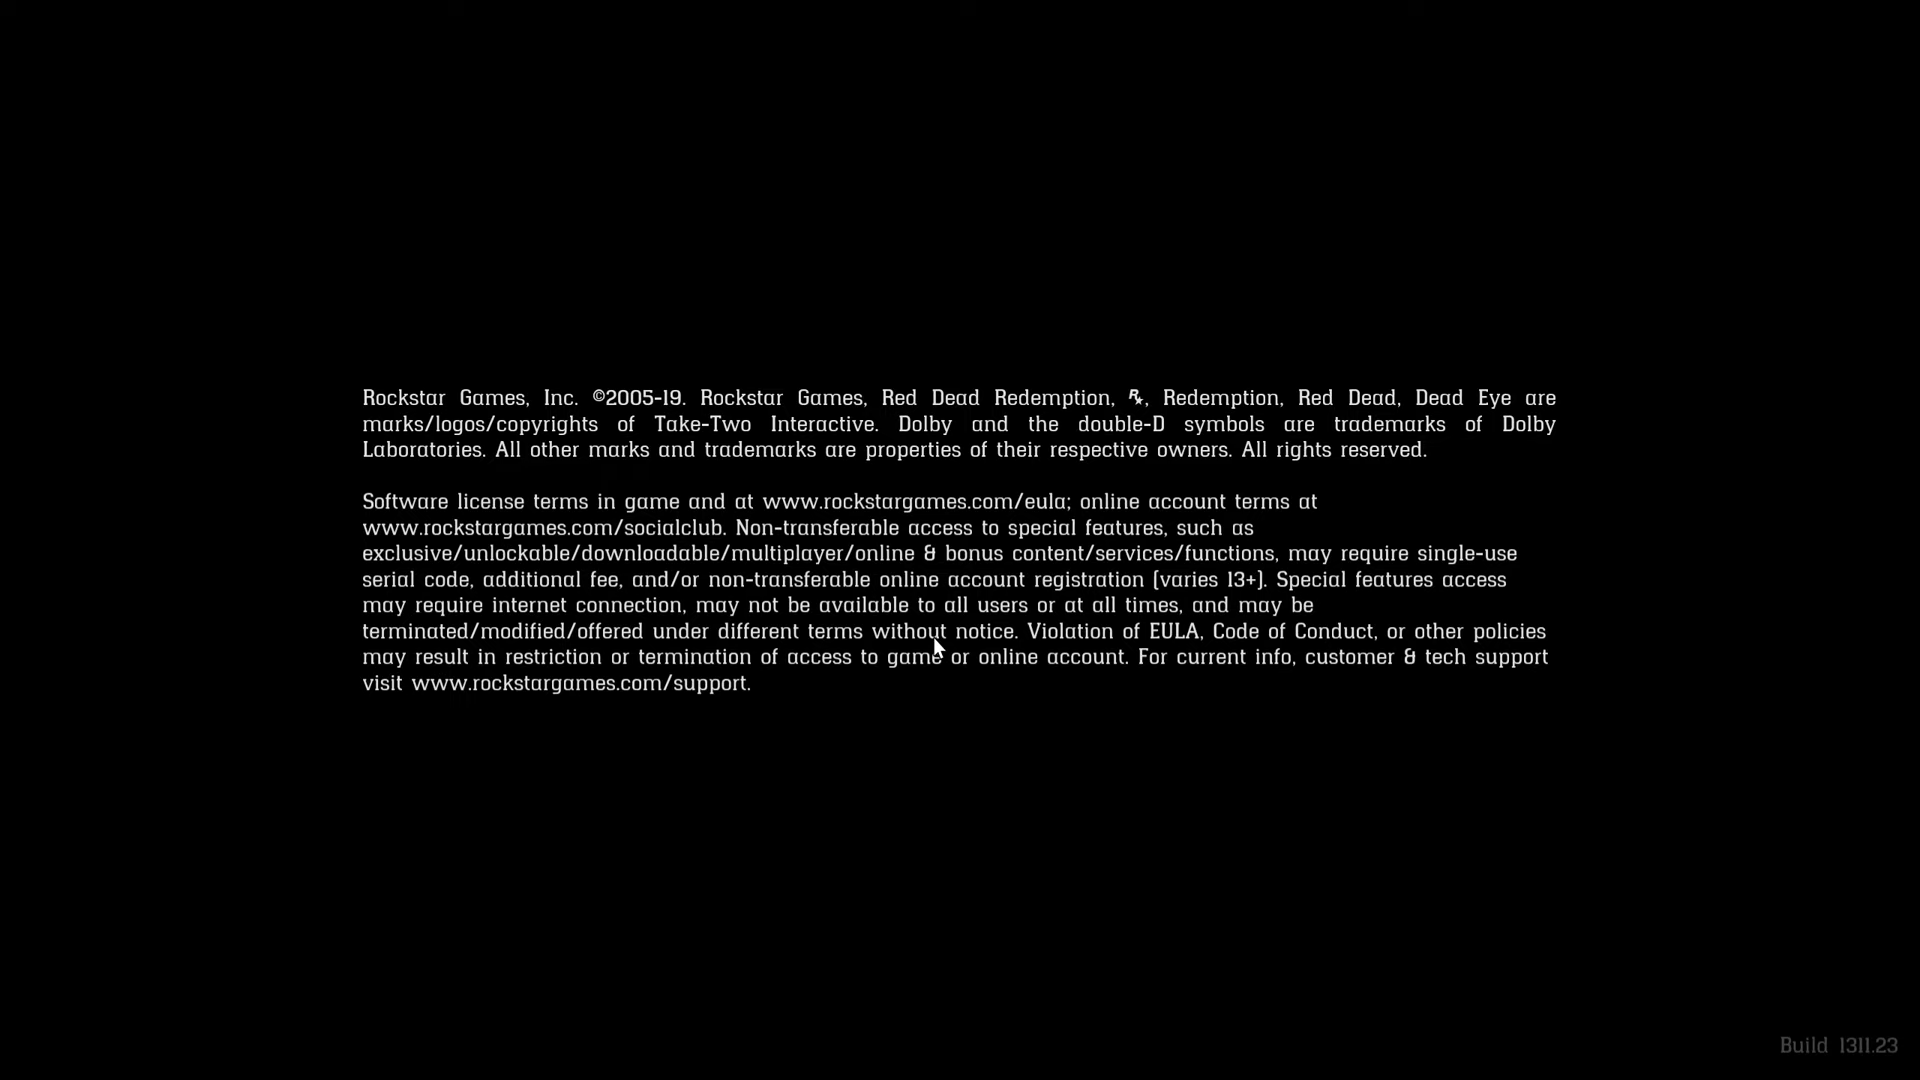 Rockstar Games, Inc. ©2005-19. Rockstar Games, Red Dead Redemption, R★, Redemption, Red Dead, Dead Eye are
marks/logos/copyrights of Take-Two Interactive. Dolby and the double-D symbols are trademarks of Dolby
Laboratories. All other marks and trademarks are properties of their respective owners. All rights reserved.
Software license terms in game and at www.rockstargames.com/eula; online account terms at
www.rockstargames.com/socialclub. Non-transferable access to special features, such as
exclusive/unlockable/downloadable/multiplayer/online & bonus content/services/functions, may require single-use
serial code, additional fee, and/or non-transferable online account registration (varies 13+). Special features access
may require internet connection, may not be available to all users or at all times, and may be
terminated/modified/offered under different terms without notice. Violation of EULA, Code of Conduct, or other policies
may result in restriction or termination of access to game or online account. For current info, customer & tech support
visit www.rockstargames.com/support.
Build 1311.23